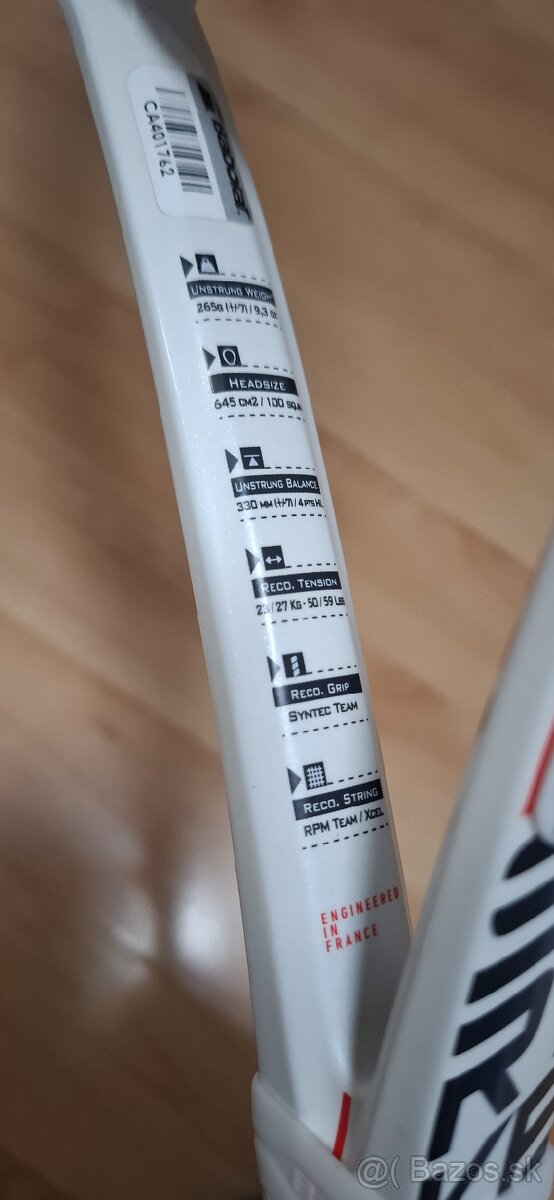 Babolat
CA401762
UNSTRUNG WEIGHT
265G (+/-7) / 9,3 OZ
HEADSIZE
645 CM2 / 100 SQ.IN
UNSTRUNG BALANCE
330 MM (+/-7) / 4 PTS HL
RECO. TENSION
23 / 27 KG - 50 / 59 LBS
RECO. GRIP
SYNTEC TEAM
RECO. STRING
RPM TEAM / XCEL
ENGINEERED
IN
FRANCE
@( Bazos.sk